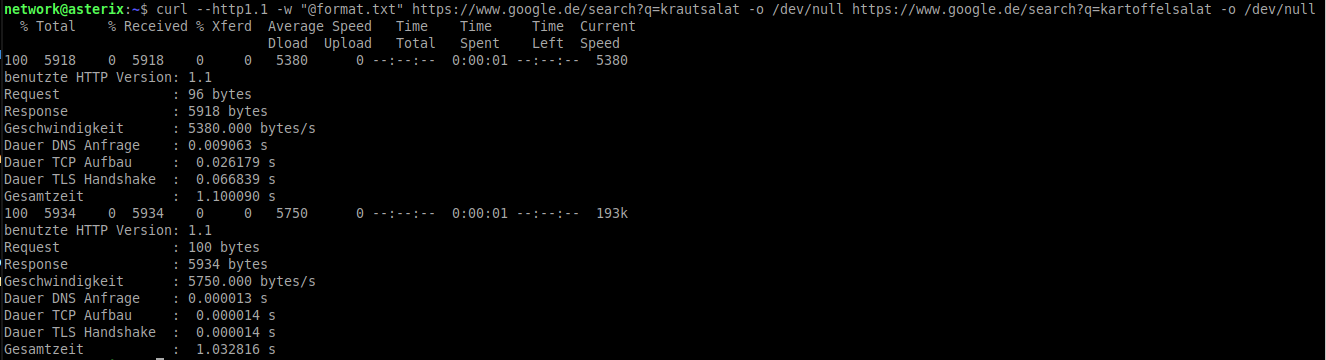 network@asterix:~$ curl --http1.1 -w "@format.txt" https://www.google.de/search?q=krautsalat -o /dev/null https://www.google.de/search?q=kartoffelsalat -o /dev/null
  % Total    % Received % Xferd  Average Speed   Time    Time     Time  Current
                                 Dload  Upload   Total   Spent    Left  Speed
100  5918    0  5918    0     0   5380      0 --:--:--  0:00:01 --:--:--  5380
benutzte HTTP Version: 1.1
Request              : 96 bytes
Response             : 5918 bytes
Geschwindigkeit      : 5380.000 bytes/s
Dauer DNS Anfrage    : 0.009063 s
Dauer TCP Aufbau     :  0.026179 s
Dauer TLS Handshake  :  0.066839 s
Gesamtzeit           :  1.100090 s
100  5934    0  5934    0     0   5750      0 --:--:--  0:00:01 --:--:--  193k
benutzte HTTP Version: 1.1
Request              : 100 bytes
Response             : 5934 bytes
Geschwindigkeit      : 5750.000 bytes/s
Dauer DNS Anfrage    : 0.000013 s
Dauer TCP Aufbau     :  0.000014 s
Dauer TLS Handshake  :  0.000014 s
Gesamtzeit           :  1.032816 s